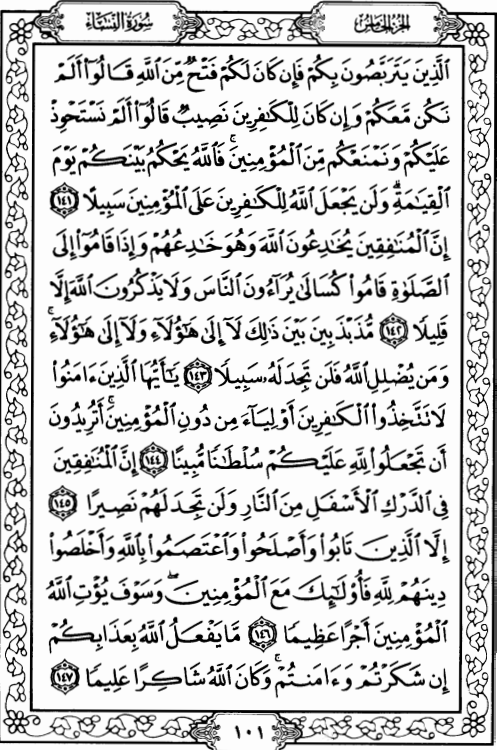 الجزء الخامس
سورة النساء
ٱلَّذِينَ يَتَرَبَّصُونَ بِكُمْ فَإِن كَانَ لَكُمْ فَتْحٌ مِّنَ ٱللَّهِ قَالُوٓا۟ أَلَمْ
نَكُن مَّعَكُمْ وَإِن كَانَ لِلْكَٰفِرِينَ نَصِيبٌ قَالُوٓا۟ أَلَمْ نَسْتَحْوِذْ
عَلَيْكُمْ وَنَمْنَعْكُم مِّنَ ٱلْمُؤْمِنِينَ ۚ فَٱللَّهُ يَحْكُمُ بَيْنَكُمْ يَوْمَ
ٱلْقِيَٰمَةِ ۗ وَلَن يَجْعَلَ ٱللَّهُ لِلْكَٰفِرِينَ عَلَى ٱلْمُؤْمِنِينَ سَبِيلًا ١٤١
إِنَّ ٱلْمُنَٰفِقِينَ يُخَٰدِعُونَ ٱللَّهَ وَهُوَ خَٰدِعُهُمْ وَإِذَا قَامُوٓا۟ إِلَى
ٱلصَّلَوٰةِ قَامُوا۟ كُسَالَىٰ يُرَآءُونَ ٱلنَّاسَ وَلَا يَذْكُرُونَ ٱللَّهَ إِلَّا
قَلِيلًا ١٤٢ مُّذَبْذَبِينَ بَيْنَ ذَٰلِكَ لَآ إِلَىٰ هَٰٓؤُلَآءِ وَلَآ إِلَىٰ هَٰٓؤُلَآءِ ۚ
وَمَن يُضْلِلِ ٱللَّهُ فَلَن تَجِدَ لَهُۥ سَبِيلًا ١٤٣ يَٰٓأَيُّهَا ٱلَّذِينَ ءَامَنُوا۟
لَا تَتَّخِذُوا۟ ٱلْكَٰفِرِينَ أَوْلِيَآءَ مِن دُونِ ٱلْمُؤْمِنِينَ ۚ أَتُرِيدُونَ
أَن تَجْعَلُوا۟ لِلَّهِ عَلَيْكُمْ سُلْطَٰنًا مُّبِينًا ١٤٤ إِنَّ ٱلْمُنَٰفِقِينَ
فِى ٱلدَّرْكِ ٱلْأَسْفَلِ مِنَ ٱلنَّارِ وَلَن تَجِدَ لَهُمْ نَصِيرًا ١٤٥
إِلَّا ٱلَّذِينَ تَابُوا۟ وَأَصْلَحُوا۟ وَٱعْتَصَمُوا۟ بِٱللَّهِ وَأَخْلَصُوا۟
دِينَهُمْ لِلَّهِ فَأُو۟لَٰٓئِكَ مَعَ ٱلْمُؤْمِنِينَ ۖ وَسَوْفَ يُؤْتِ ٱللَّهُ
ٱلْمُؤْمِنِينَ أَجْرًا عَظِيمًا ١٤٦ مَّا يَفْعَلُ ٱللَّهُ بِعَذَابِكُمْ
إِن شَكَرْتُمْ وَءَامَنتُمْ ۚ وَكَانَ ٱللَّهُ شَاكِرًا عَلِيمًا ١٤٧
١٠١